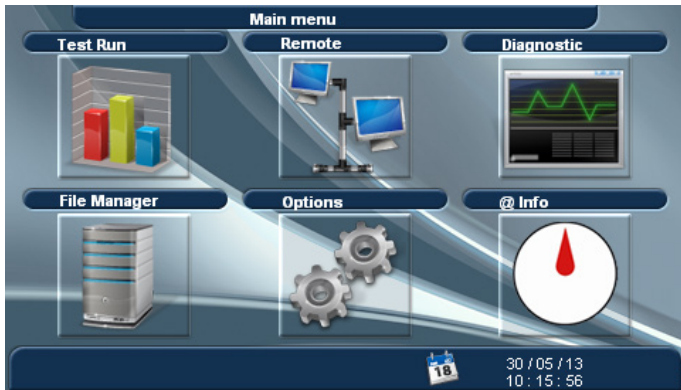 Main menu
Test Run
Remote
Diagnostic
File Manager
Options
@ Info
18
30 / 05 / 13
10 : 15 : 56